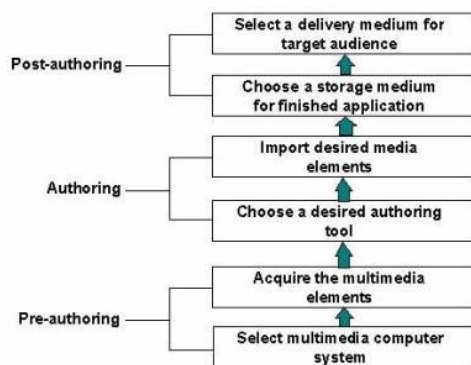 Select a delivery medium for
target audience
Post-authoring
Choose a storage medium
for finished application
Import desired media
elements
Authoring
Choose a desired authoring
tool
Acquire the multimedia
elements
Pre-authoring
Select multimedia computer
system